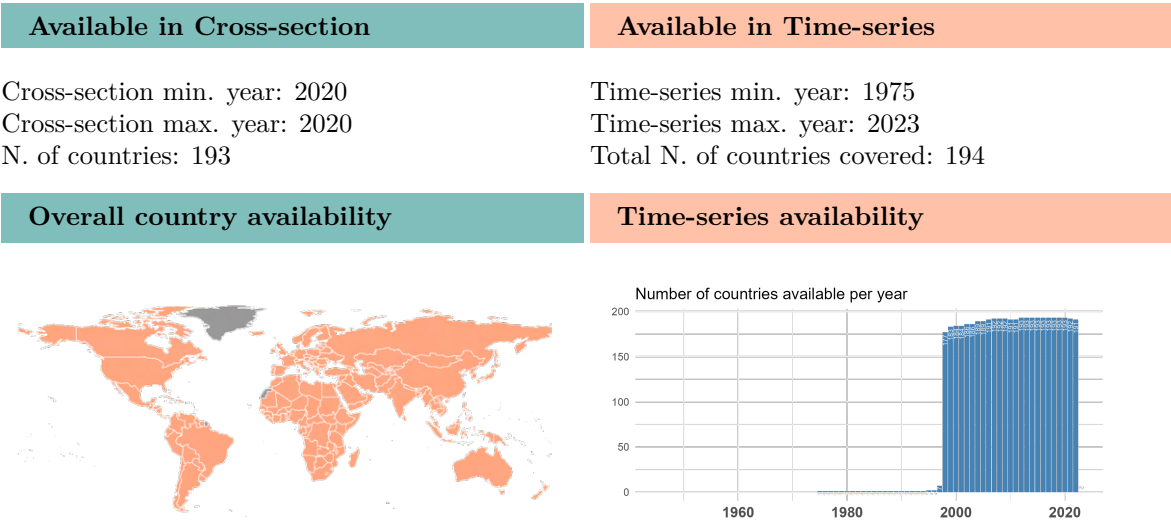 Available in Cross-section
Available in Time-series
Cross-section min. year: 2020
Cross-section max. year: 2020
N. of countries: 193
Time-series min. year: 1975
Time-series max. year: 2023
Total N. of countries covered: 194
Overall country availability
Time-series availability
Number of countries available per year
200
150
100
50
0
1960
1980
2000
2020